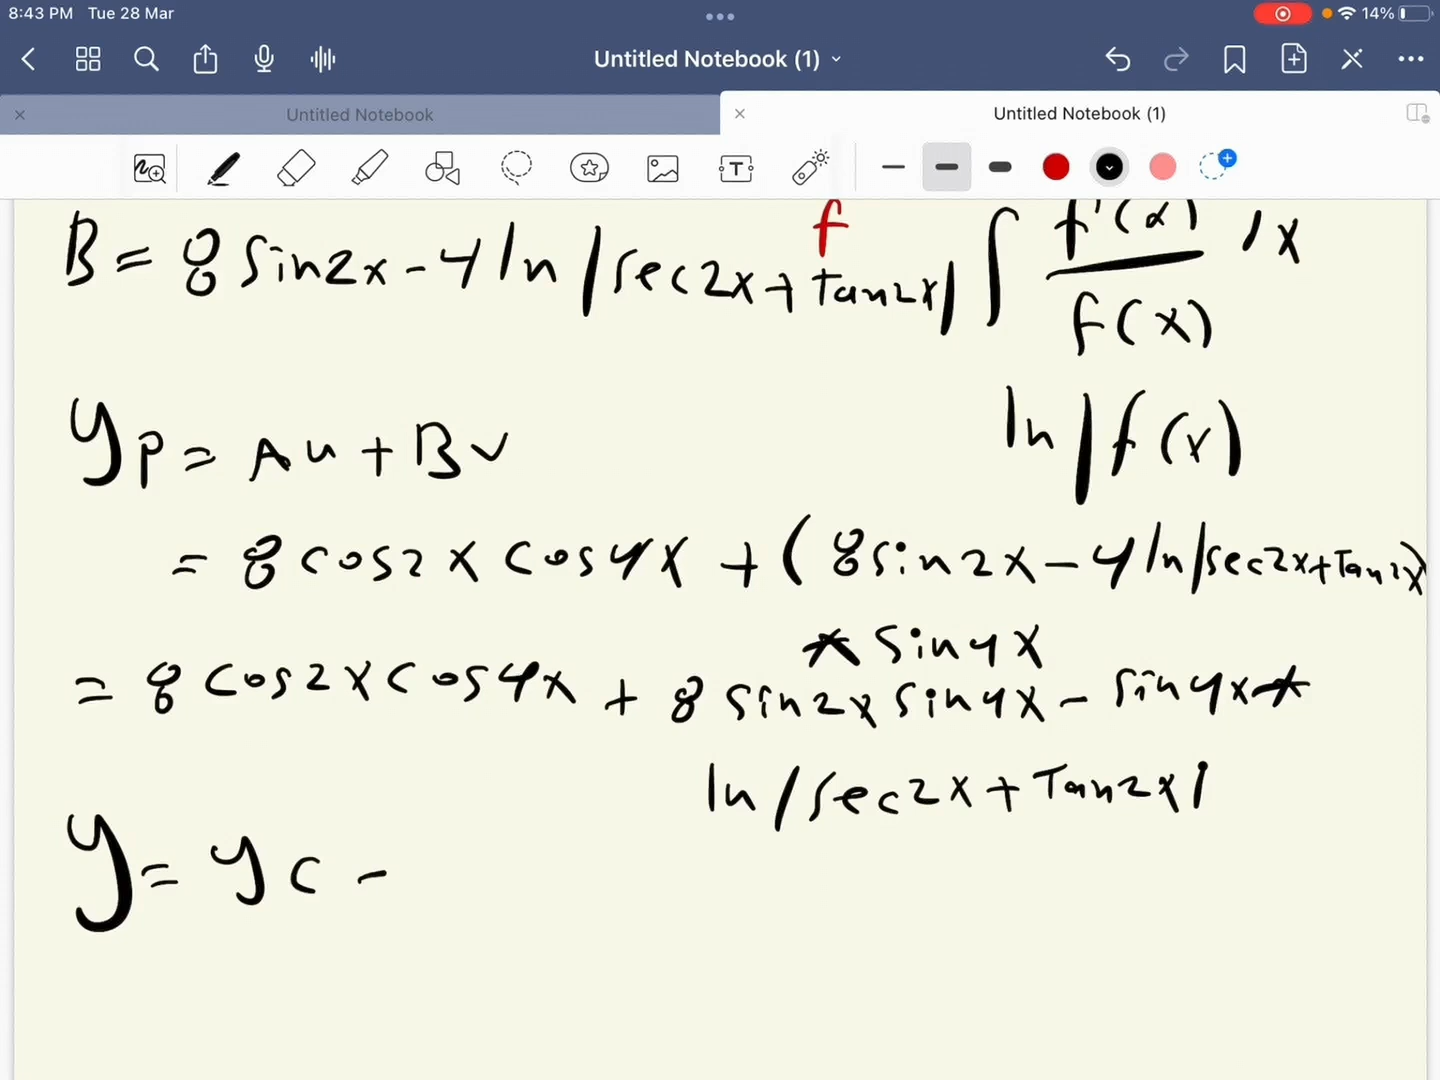 8:43 PM Tue 28 Mar
14%
Untitled Notebook (1)
Untitled Notebook
Untitled Notebook (1)
T
f
B = 8 sin2x - 4 ln |sec2x + tan2x| ∫ f'(x) / f(x) dx
ln |f(x)
yp = Au + Bv
= 8 cos2x cos4x + ( 8sin2x - 4 ln |sec2x + Tan2x)
* sin4x
= 8 cos2x cos4x + 8 sin2x sin4x - sin4x *
ln |sec2x + Tan2x|
y = yc -